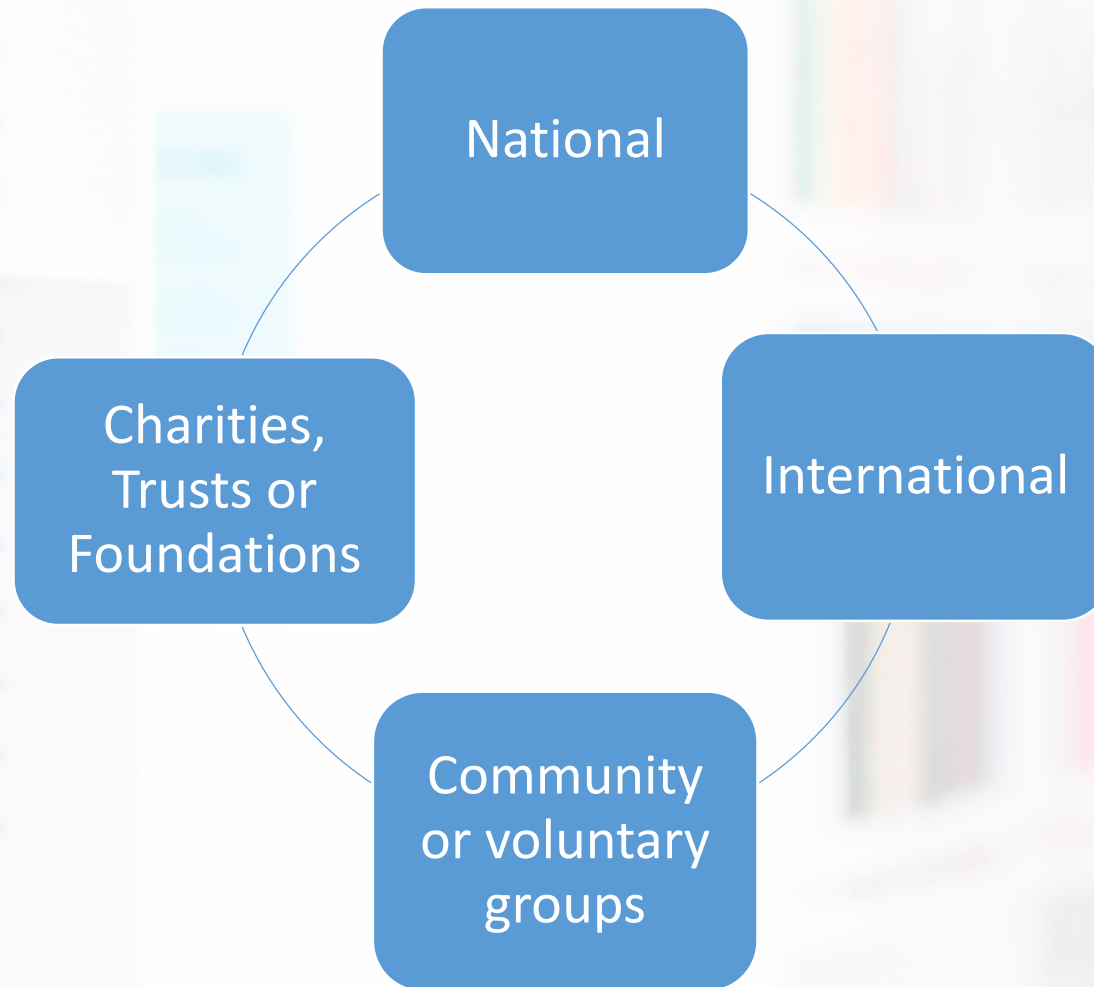 National
International
Community
or voluntary
groups
Charities,
Trusts or
Foundations